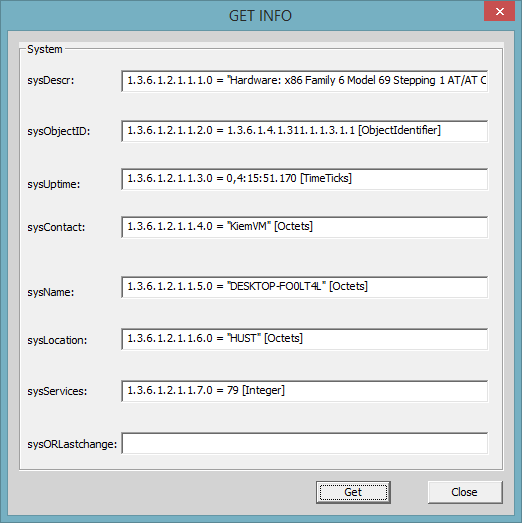 GET INFO
System
sysDescr: 1.3.6.1.2.1.1.1.0 = "Hardware: x86 Family 6 Model 69 Stepping 1 AT/AT C
sysObjectID: 1.3.6.1.2.1.1.2.0 = 1.3.6.1.4.1.311.1.1.3.1.1 [ObjectIdentifier]
sysUptime: 1.3.6.1.2.1.1.3.0 = 0,4:15:51.170 [TimeTicks]
sysContact: 1.3.6.1.2.1.1.4.0 = "KiemVM" [Octets]
sysName: 1.3.6.1.2.1.1.5.0 = "DESKTOP-FO0LT4L" [Octets]
sysLocation: 1.3.6.1.2.1.1.6.0 = "HUST" [Octets]
sysServices: 1.3.6.1.2.1.1.7.0 = 79 [Integer]
sysORLastchange:
Get Close